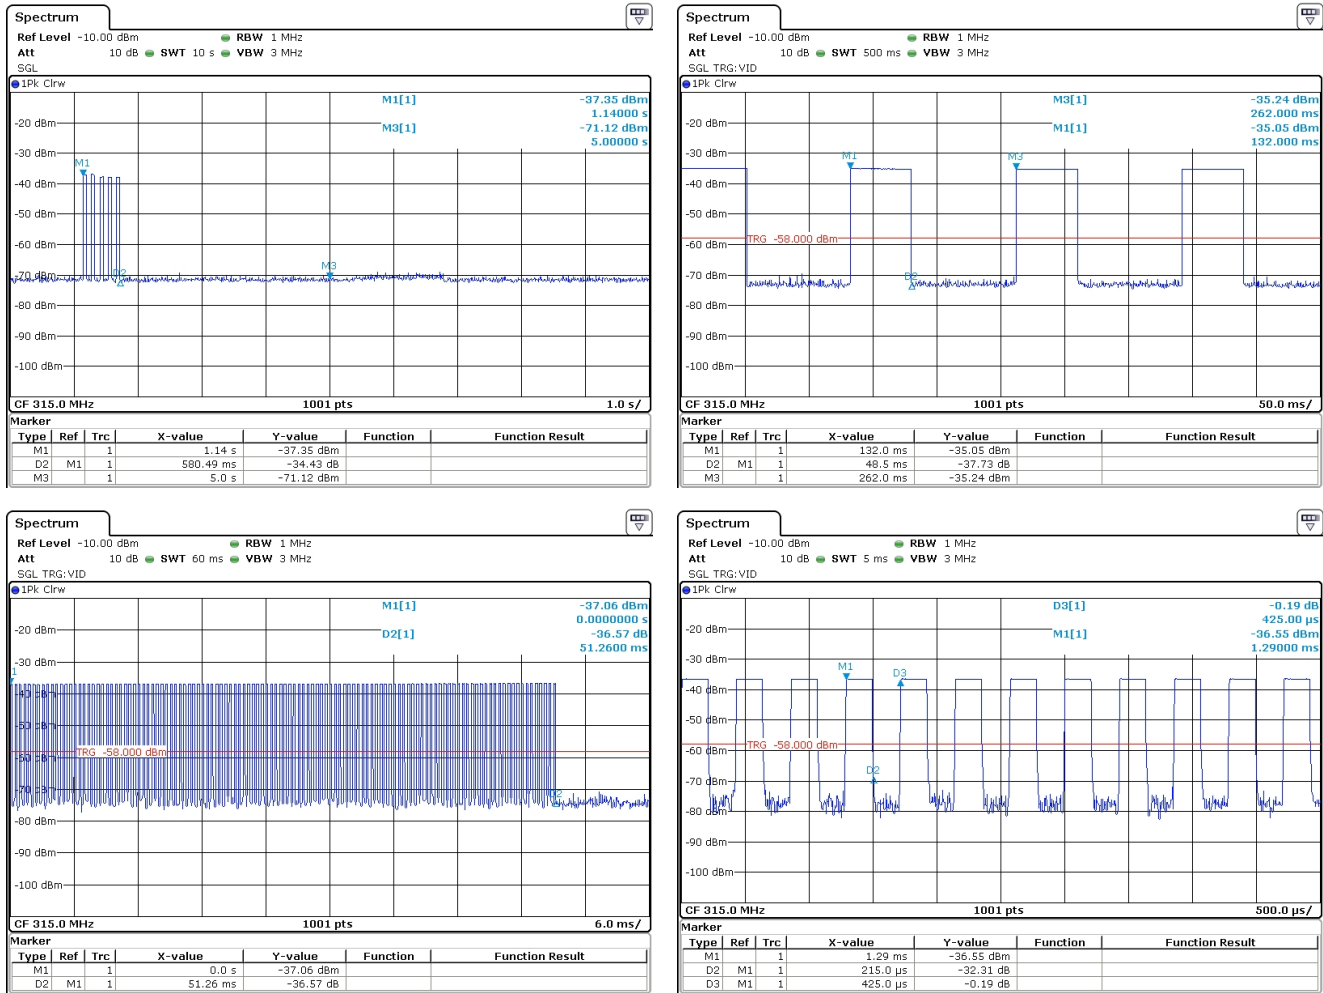 Spectrum
Ref Level -10.00 dBm RBW 1 MHz
Att 10 dB SWT 10 s VBW 3 MHz
SGL
1Pk Clrw
M1[1] -37.35 dBm
1.14000 s
M3[1] -71.12 dBm
5.00000 s
-20 dBm
-30 dBm
M1
-40 dBm
-50 dBm
-60 dBm
-70 dBm
D2
M3
-80 dBm
-90 dBm
-100 dBm
CF 315.0 MHz 1001 pts 1.0 s/
Marker
Type Ref Trc X-value Y-value Function Function Result
M1 1 1.14 s -37.35 dBm
D2 M1 1 580.49 ms -34.43 dB
M3 1 5.0 s -71.12 dBm
Spectrum
Ref Level -10.00 dBm RBW 1 MHz
Att 10 dB SWT 500 ms VBW 3 MHz
SGL TRG:VID
1Pk Clrw
M3[1] -35.24 dBm
262.000 ms
M1[1] -35.05 dBm
132.000 ms
-20 dBm
-30 dBm
M1 M3
-40 dBm
-50 dBm
TRG -58.000 dBm
-60 dBm
-70 dBm
D2
-80 dBm
-90 dBm
-100 dBm
CF 315.0 MHz 1001 pts 50.0 ms/
Marker
Type Ref Trc X-value Y-value Function Function Result
M1 1 132.0 ms -35.05 dBm
D2 M1 1 48.5 ms -37.73 dB
M3 1 262.0 ms -35.24 dBm
Spectrum
Ref Level -10.00 dBm RBW 1 MHz
Att 10 dB SWT 60 ms VBW 3 MHz
SGL TRG:VID
1Pk Clrw
M1[1] -37.06 dBm
0.0000000 s
D2[1] -36.57 dB
51.2600 ms
-20 dBm
-30 dBm
1
-40 dBm
-50 dBm
TRG -58.000 dBm
-60 dBm
-70 dBm
D2
-80 dBm
-90 dBm
-100 dBm
CF 315.0 MHz 1001 pts 6.0 ms/
Marker
Type Ref Trc X-value Y-value Function Function Result
M1 1 0.0 s -37.06 dBm
D2 M1 1 51.26 ms -36.57 dB
Spectrum
Ref Level -10.00 dBm RBW 1 MHz
Att 10 dB SWT 5 ms VBW 3 MHz
SGL TRG:VID
1Pk Clrw
D3[1] -0.19 dB
425.00 µs
M1[1] -36.55 dBm
1.29000 ms
-20 dBm
-30 dBm
M1 D3
-40 dBm
-50 dBm
TRG -58.000 dBm
-60 dBm
D2
-70 dBm
-80 dBm
-90 dBm
-100 dBm
CF 315.0 MHz 1001 pts 500.0 µs/
Marker
Type Ref Trc X-value Y-value Function Function Result
M1 1 1.29 ms -36.55 dBm
D2 M1 1 215.0 µs -32.31 dB
D3 M1 1 425.0 µs -0.19 dB